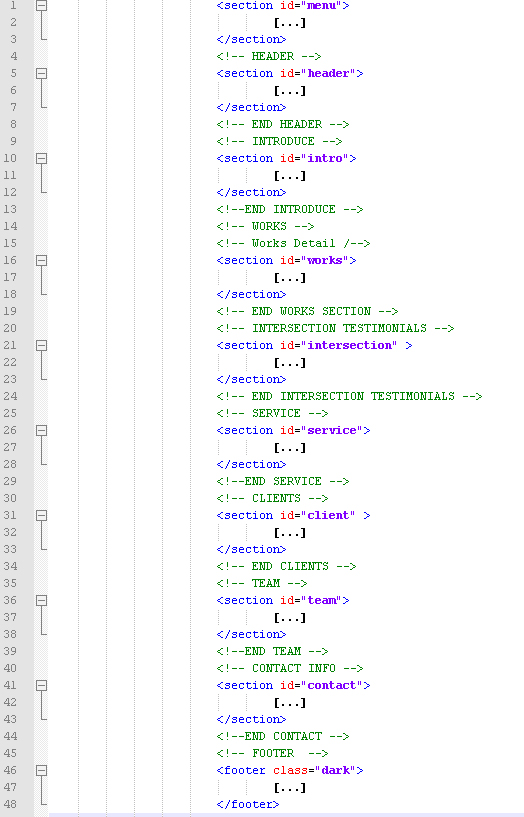 1 <section id="menu">
2 [...]
3 </section>
4 <!-- HEADER -->
5 <section id="header">
6 [...]
7 </section>
8 <!-- END HEADER -->
9 <!-- INTRODUCE -->
10 <section id="intro">
11 [...]
12 </section>
13 <!--END INTRODUCE -->
14 <!-- WORKS -->
15 <!-- Works Detail /-->
16 <section id="works">
17 [...]
18 </section>
19 <!-- END WORKS SECTION -->
20 <!-- INTERSECTION TESTIMONIALS -->
21 <section id="intersection" >
22 [...]
23 </section>
24 <!-- END INTERSECTION TESTIMONIALS -->
25 <!-- SERVICE -->
26 <section id="service">
27 [...]
28 </section>
29 <!--END SERVICE -->
30 <!-- CLIENTS -->
31 <section id="client" >
32 [...]
33 </section>
34 <!-- END CLIENTS -->
35 <!-- TEAM -->
36 <section id="team">
37 [...]
38 </section>
39 <!--END TEAM -->
40 <!-- CONTACT INFO -->
41 <section id="contact">
42 [...]
43 </section>
44 <!--END CONTACT -->
45 <!-- FOOTER  -->
46 <footer class="dark">
47 [...]
48 </footer>